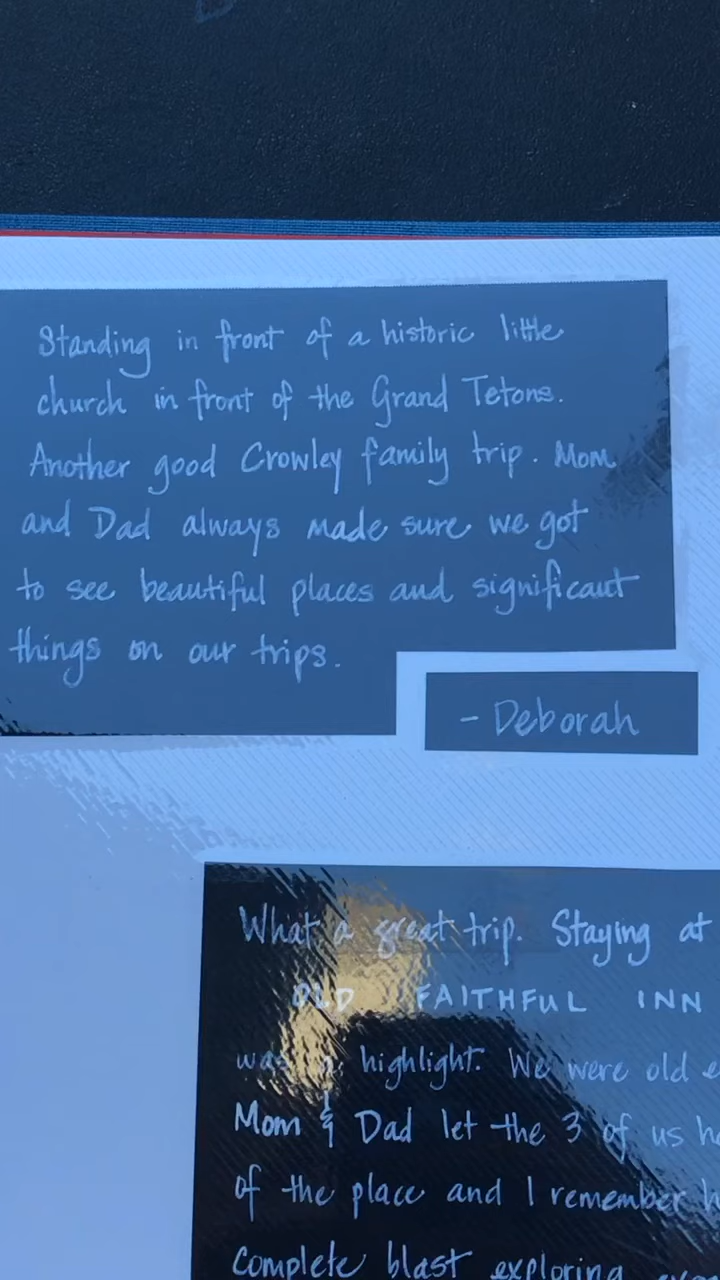 Standing in front of a historic little
church in front of the Grand Tetons.
Another good Crowley family trip. Mom
and Dad always made sure we got
to see beautiful places and significant
things on our trips.
- Deborah
What a great trip. Staying at
OLD FAITHFUL INN
was a highlight. We were old
Mom & Dad let the 3 of us
of the place and I remember
complete blast exploring